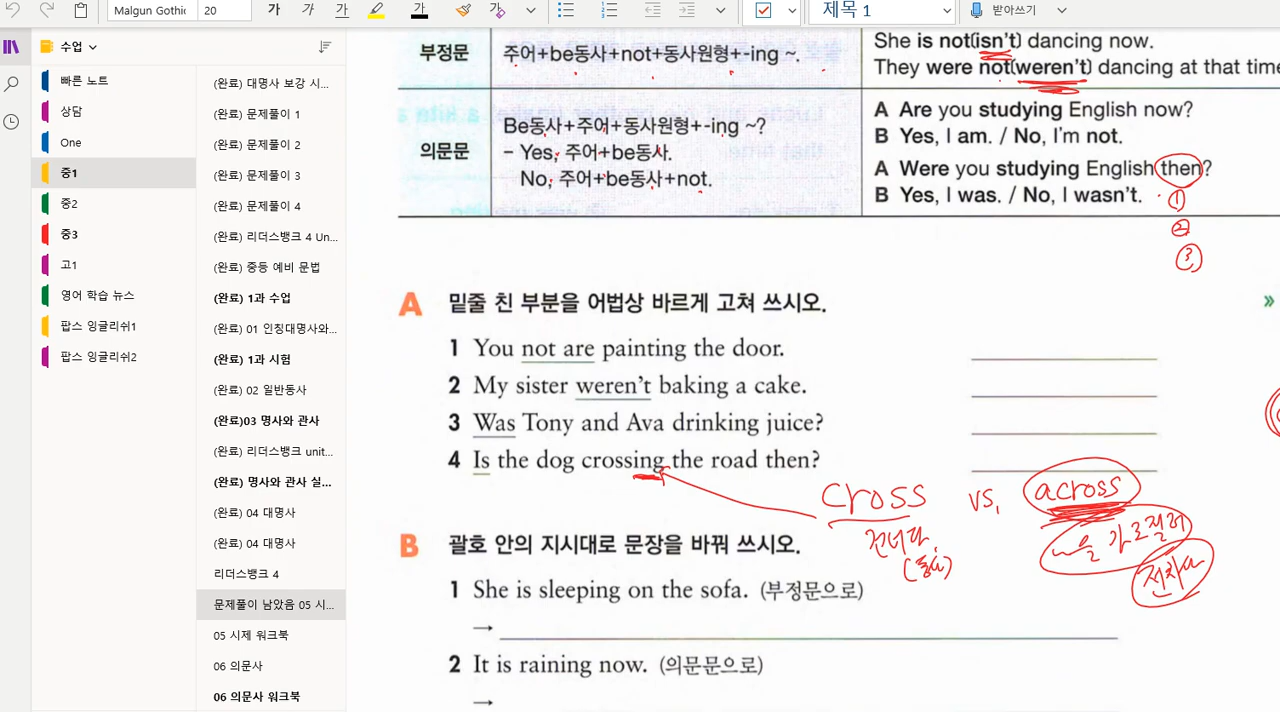 Malgun Gothic
20
가
가
가
가
가
제목 1
받아쓰기
수업
빠른 노트
상담
One
중1
중2
중3
고1
영어 학습 뉴스
팝스 잉글리쉬1
팝스 잉글리쉬2
(완료) 대명사 보강 시...
(완료) 문제풀이 1
(완료) 문제풀이 2
(완료) 문제풀이 3
(완료) 문제풀이 4
(완료) 리더스뱅크 4 Un...
(완료) 중등 예비 문법
(완료) 1과 수업
(완료) 01 인칭대명사와...
(완료) 1과 시험
(완료) 02 일반동사
(완료)03 명사와 관사
(완료) 리더스뱅크 unit...
(완료) 명사와 관사 실...
(완료) 04 대명사
(완료) 04 대명사
리더스뱅크 4
문제풀이 남았음 05 시...
05 시제 워크북
06 의문사
06 의문사 워크북
부정문
주어+be동사+not+동사원형+-ing ~.
She is not(isn't) dancing now.
They were not(weren't) dancing at that time
의문문
Be동사+주어+동사원형+-ing ~?
– Yes, 주어+be동사.
No, 주어+be동사+not.
A Are you studying English now?
B Yes, I am. / No, I'm not.
A Were you studying English then?
B Yes, I was. / No, I wasn't.
①
②
③
A 밑줄 친 부분을 어법상 바르게 고쳐 쓰시오.
»
1 You not are painting the door.
2 My sister weren't baking a cake.
3 Was Tony and Ava drinking juice?
4 Is the dog crossing the road then?
cross vs. across
건너다
(동사)
~을 가로질러
전치사
B 괄호 안의 지시대로 문장을 바꿔 쓰시오.
1 She is sleeping on the sofa. (부정문으로)
→
2 It is raining now. (의문문으로)
→